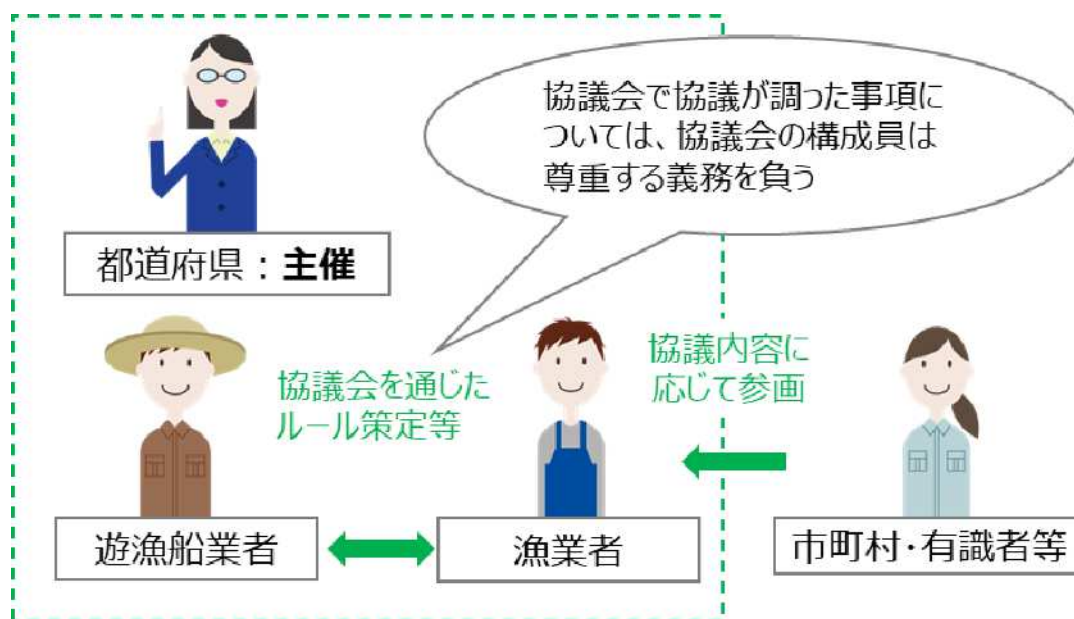 協議会で協議が調った事項に
ついては、協議会の構成員は
尊重する義務を負う
都道府県：主催
協議会を通じた
ルール策定等
協議内容に
応じて参画
遊漁船業者
漁業者
市町村・有識者等